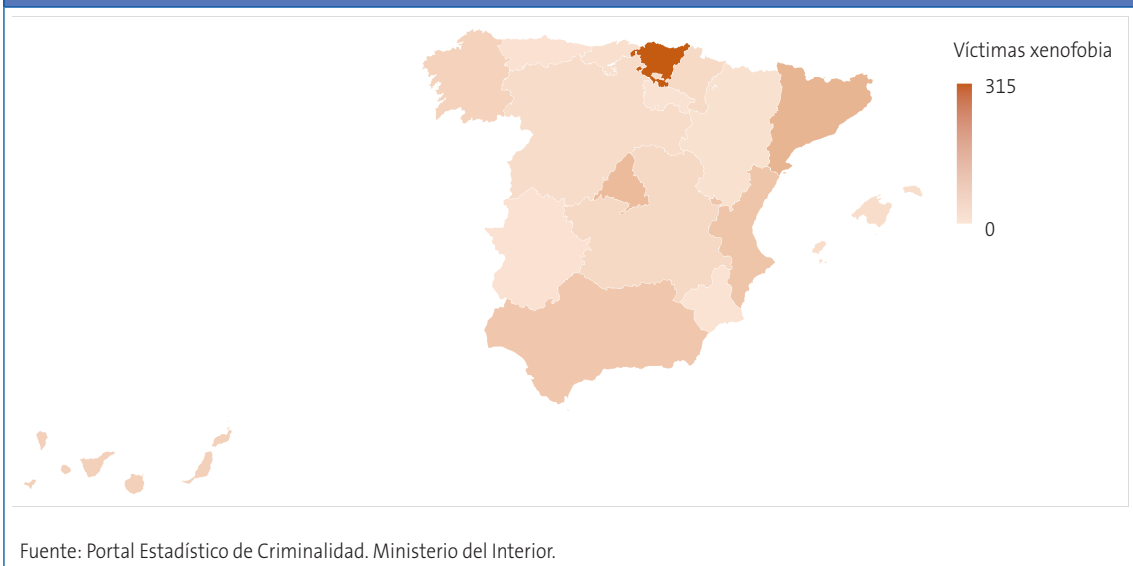 Víctimas xenofobia
315
0
Fuente: Portal Estadístico de Criminalidad. Ministerio del Interior.